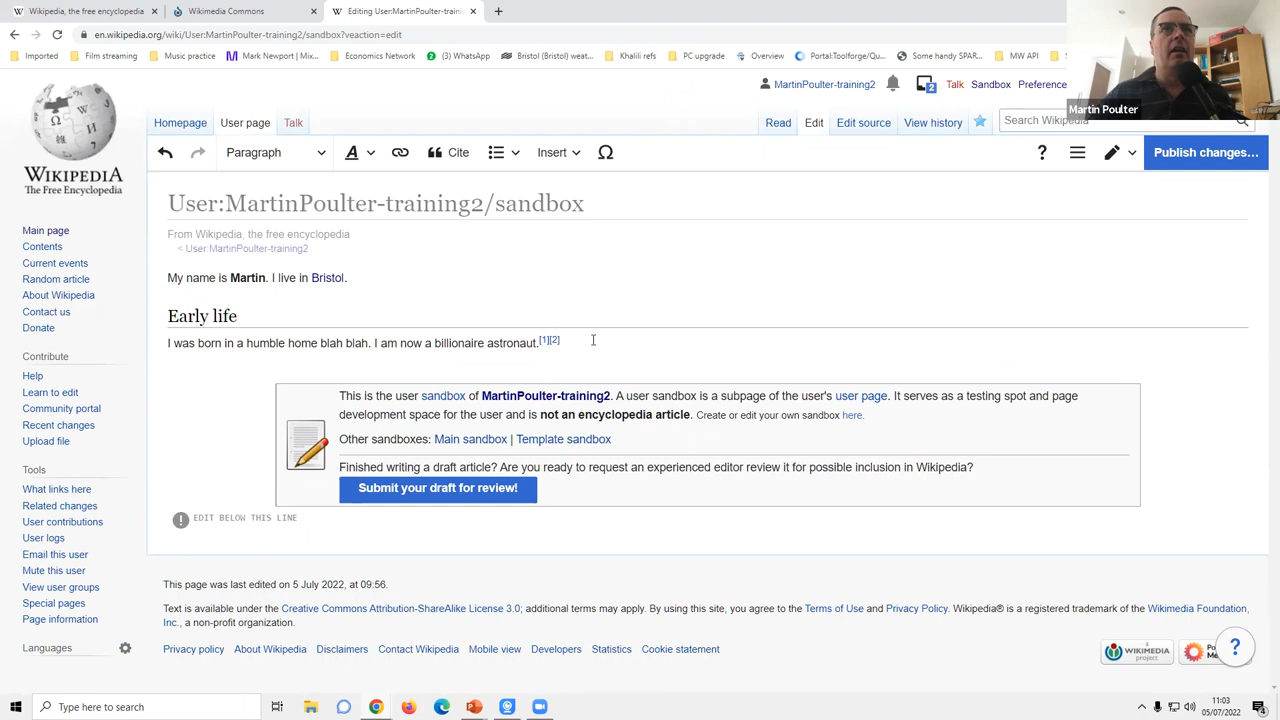 Wikipedia, the free encyclopedia
Wikimedia Commons
Editing User:MartinPoulter-traini
en.wikipedia.org/wiki/User:MartinPoulter-training2/sandbox?veaction=edit
Imported Film streaming Music practice Mark Newport | Mix... Economics Network (3) WhatsApp Bristol (Bristol) weat... Khalili refs PC upgrade Overview Portal:Toolforge/Qu... Some handy SPAR... MW API
MartinPoulter-training2 2 Talk Sandbox Preference
Martin Poulter
Homepage User page Talk Read Edit Edit source View history Search Wikipedia
Paragraph A Cite Insert Ω ? Publish changes...
WIKIPEDIA
The Free Encyclopedia
Main page
Contents
Current events
Random article
About Wikipedia
Contact us
Donate
Contribute
Help
Learn to edit
Community portal
Recent changes
Upload file
Tools
What links here
Related changes
User contributions
User logs
Email this user
Mute this user
View user groups
Special pages
Page information
Languages
User:MartinPoulter-training2/sandbox
From Wikipedia, the free encyclopedia
< User:MartinPoulter-training2
My name is Martin. I live in Bristol.
Early life
I was born in a humble home blah blah. I am now a billionaire astronaut.[1][2]
This is the user sandbox of MartinPoulter-training2. A user sandbox is a subpage of the user's user page. It serves as a testing spot and page
development space for the user and is not an encyclopedia article. Create or edit your own sandbox here.
Other sandboxes: Main sandbox | Template sandbox
Finished writing a draft article? Are you ready to request an experienced editor review it for possible inclusion in Wikipedia?
Submit your draft for review!
EDIT BELOW THIS LINE
This page was last edited on 5 July 2022, at 09:56.
Text is available under the Creative Commons Attribution-ShareAlike License 3.0; additional terms may apply. By using this site, you agree to the Terms of Use and Privacy Policy. Wikipedia® is a registered trademark of the Wikimedia Foundation,
Inc., a non-profit organization.
Privacy policy About Wikipedia Disclaimers Contact Wikipedia Mobile view Developers Statistics Cookie statement
WIKIMEDIA
project
?
Type here to search
11:03
05/07/2022
4